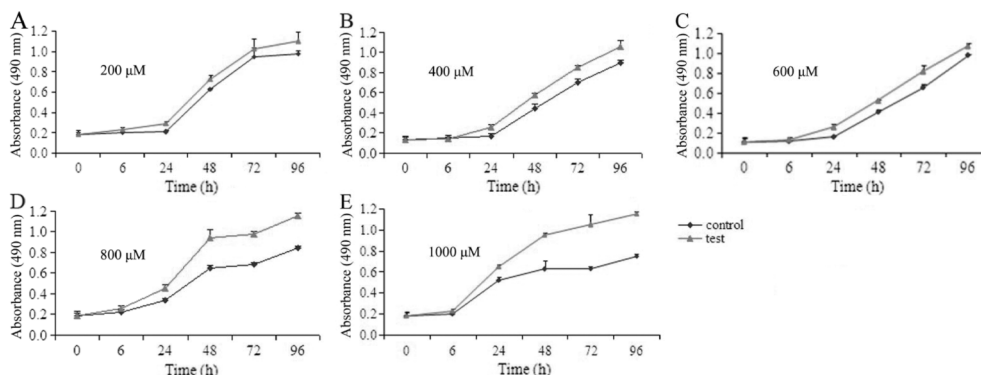 A
Absorbance (490 nm)
1.2
1.0
0.8
0.6
0.4
0.2
0.0
200 μM
0 6 24 48 72 96
Time (h)
B
Absorbance (490 nm)
1.2
1.0
0.8
0.6
0.4
0.2
0.0
400 μM
0 6 24 48 72 96
Time (h)
C
Absorbance (490 nm)
1.2
1.0
0.8
0.6
0.4
0.2
0.0
600 μM
0 6 24 48 72 96
Time (h)
D
Absorbance (490 nm)
1.2
1.0
0.8
0.6
0.4
0.2
0.0
800 μM
0 6 24 48 72 96
Time (h)
E
Absorbance (490 nm)
1.2
1.0
0.8
0.6
0.4
0.2
0.0
1000 μM
0 6 24 48 72 96
Time (h)
control
test